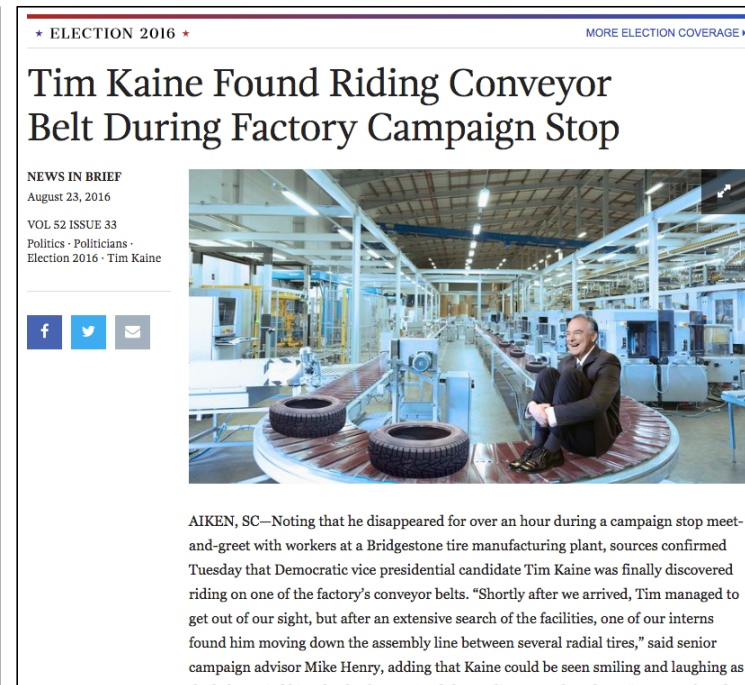 ★ ELECTION 2016 ★
MORE ELECTION COVERAGE
Tim Kaine Found Riding Conveyor
Belt During Factory Campaign Stop
NEWS IN BRIEF
August 23, 2016
VOL 52 ISSUE 33
Politics · Politicians ·
Election 2016 · Tim Kaine
AIKEN, SC—Noting that he disappeared for over an hour during a campaign stop meet-
and-greet with workers at a Bridgestone tire manufacturing plant, sources confirmed
Tuesday that Democratic vice presidential candidate Tim Kaine was finally discovered
riding on one of the factory’s conveyor belts. “Shortly after we arrived, Tim managed to
get out of our sight, but after an extensive search of the facilities, one of our interns
found him moving down the assembly line between several radial tires,” said senior
campaign advisor Mike Henry, adding that Kaine could be seen smiling and laughing as